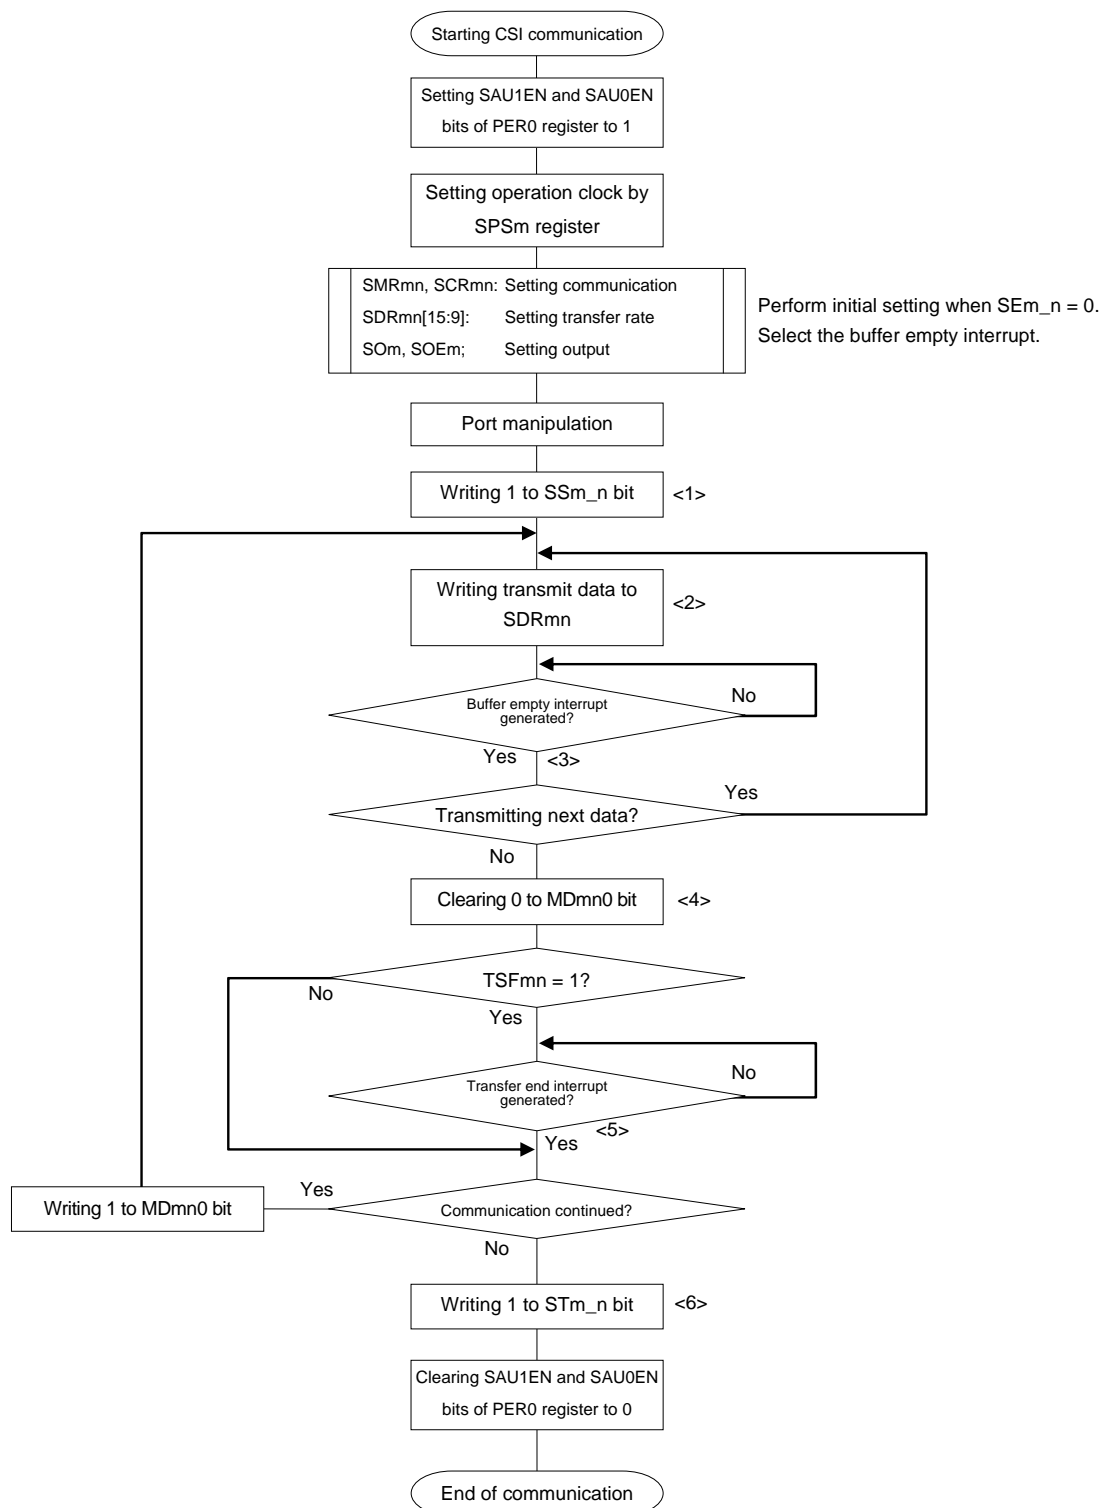 Starting CSI communication
Setting SAU1EN and SAU0EN
bits of PER0 register to 1
Setting operation clock by
SPSm register
SMRmn, SCRmn: Setting communication
SDRmn[15:9]: Setting transfer rate
SOm, SOEm; Setting output
Perform initial setting when SEm_n = 0.
Select the buffer empty interrupt.
Port manipulation
Writing 1 to SSm_n bit
<1>
Writing transmit data to
SDRmn
<2>
No
Buffer empty interrupt
generated?
Yes
<3>
Yes
Transmitting next data?
No
Clearing 0 to MDmn0 bit
<4>
TSFmn = 1?
No
Yes
No
Transfer end interrupt
generated?
<5>
Yes
Yes
Writing 1 to MDmn0 bit
Communication continued?
No
Writing 1 to STm_n bit
<6>
Clearing SAU1EN and SAU0EN
bits of PER0 register to 0
End of communication